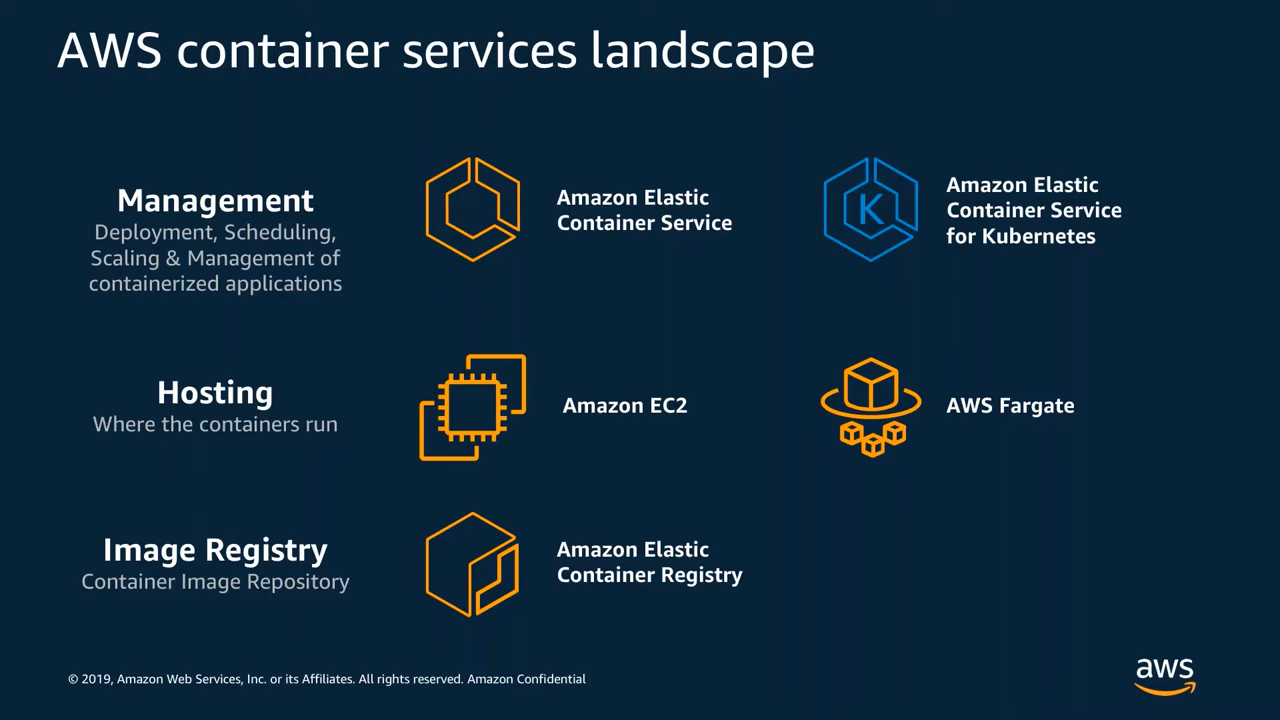 AWS container services landscape
Management
Deployment, Scheduling,
Scaling & Management of
containerized applications
Amazon Elastic
Container Service
K
Amazon Elastic
Container Service
for Kubernetes
Hosting
Where the containers run
Amazon EC2
AWS Fargate
Image Registry
Container Image Repository
Amazon Elastic
Container Registry
© 2019, Amazon Web Services, Inc. or its Affiliates. All rights reserved. Amazon Confidential
aws